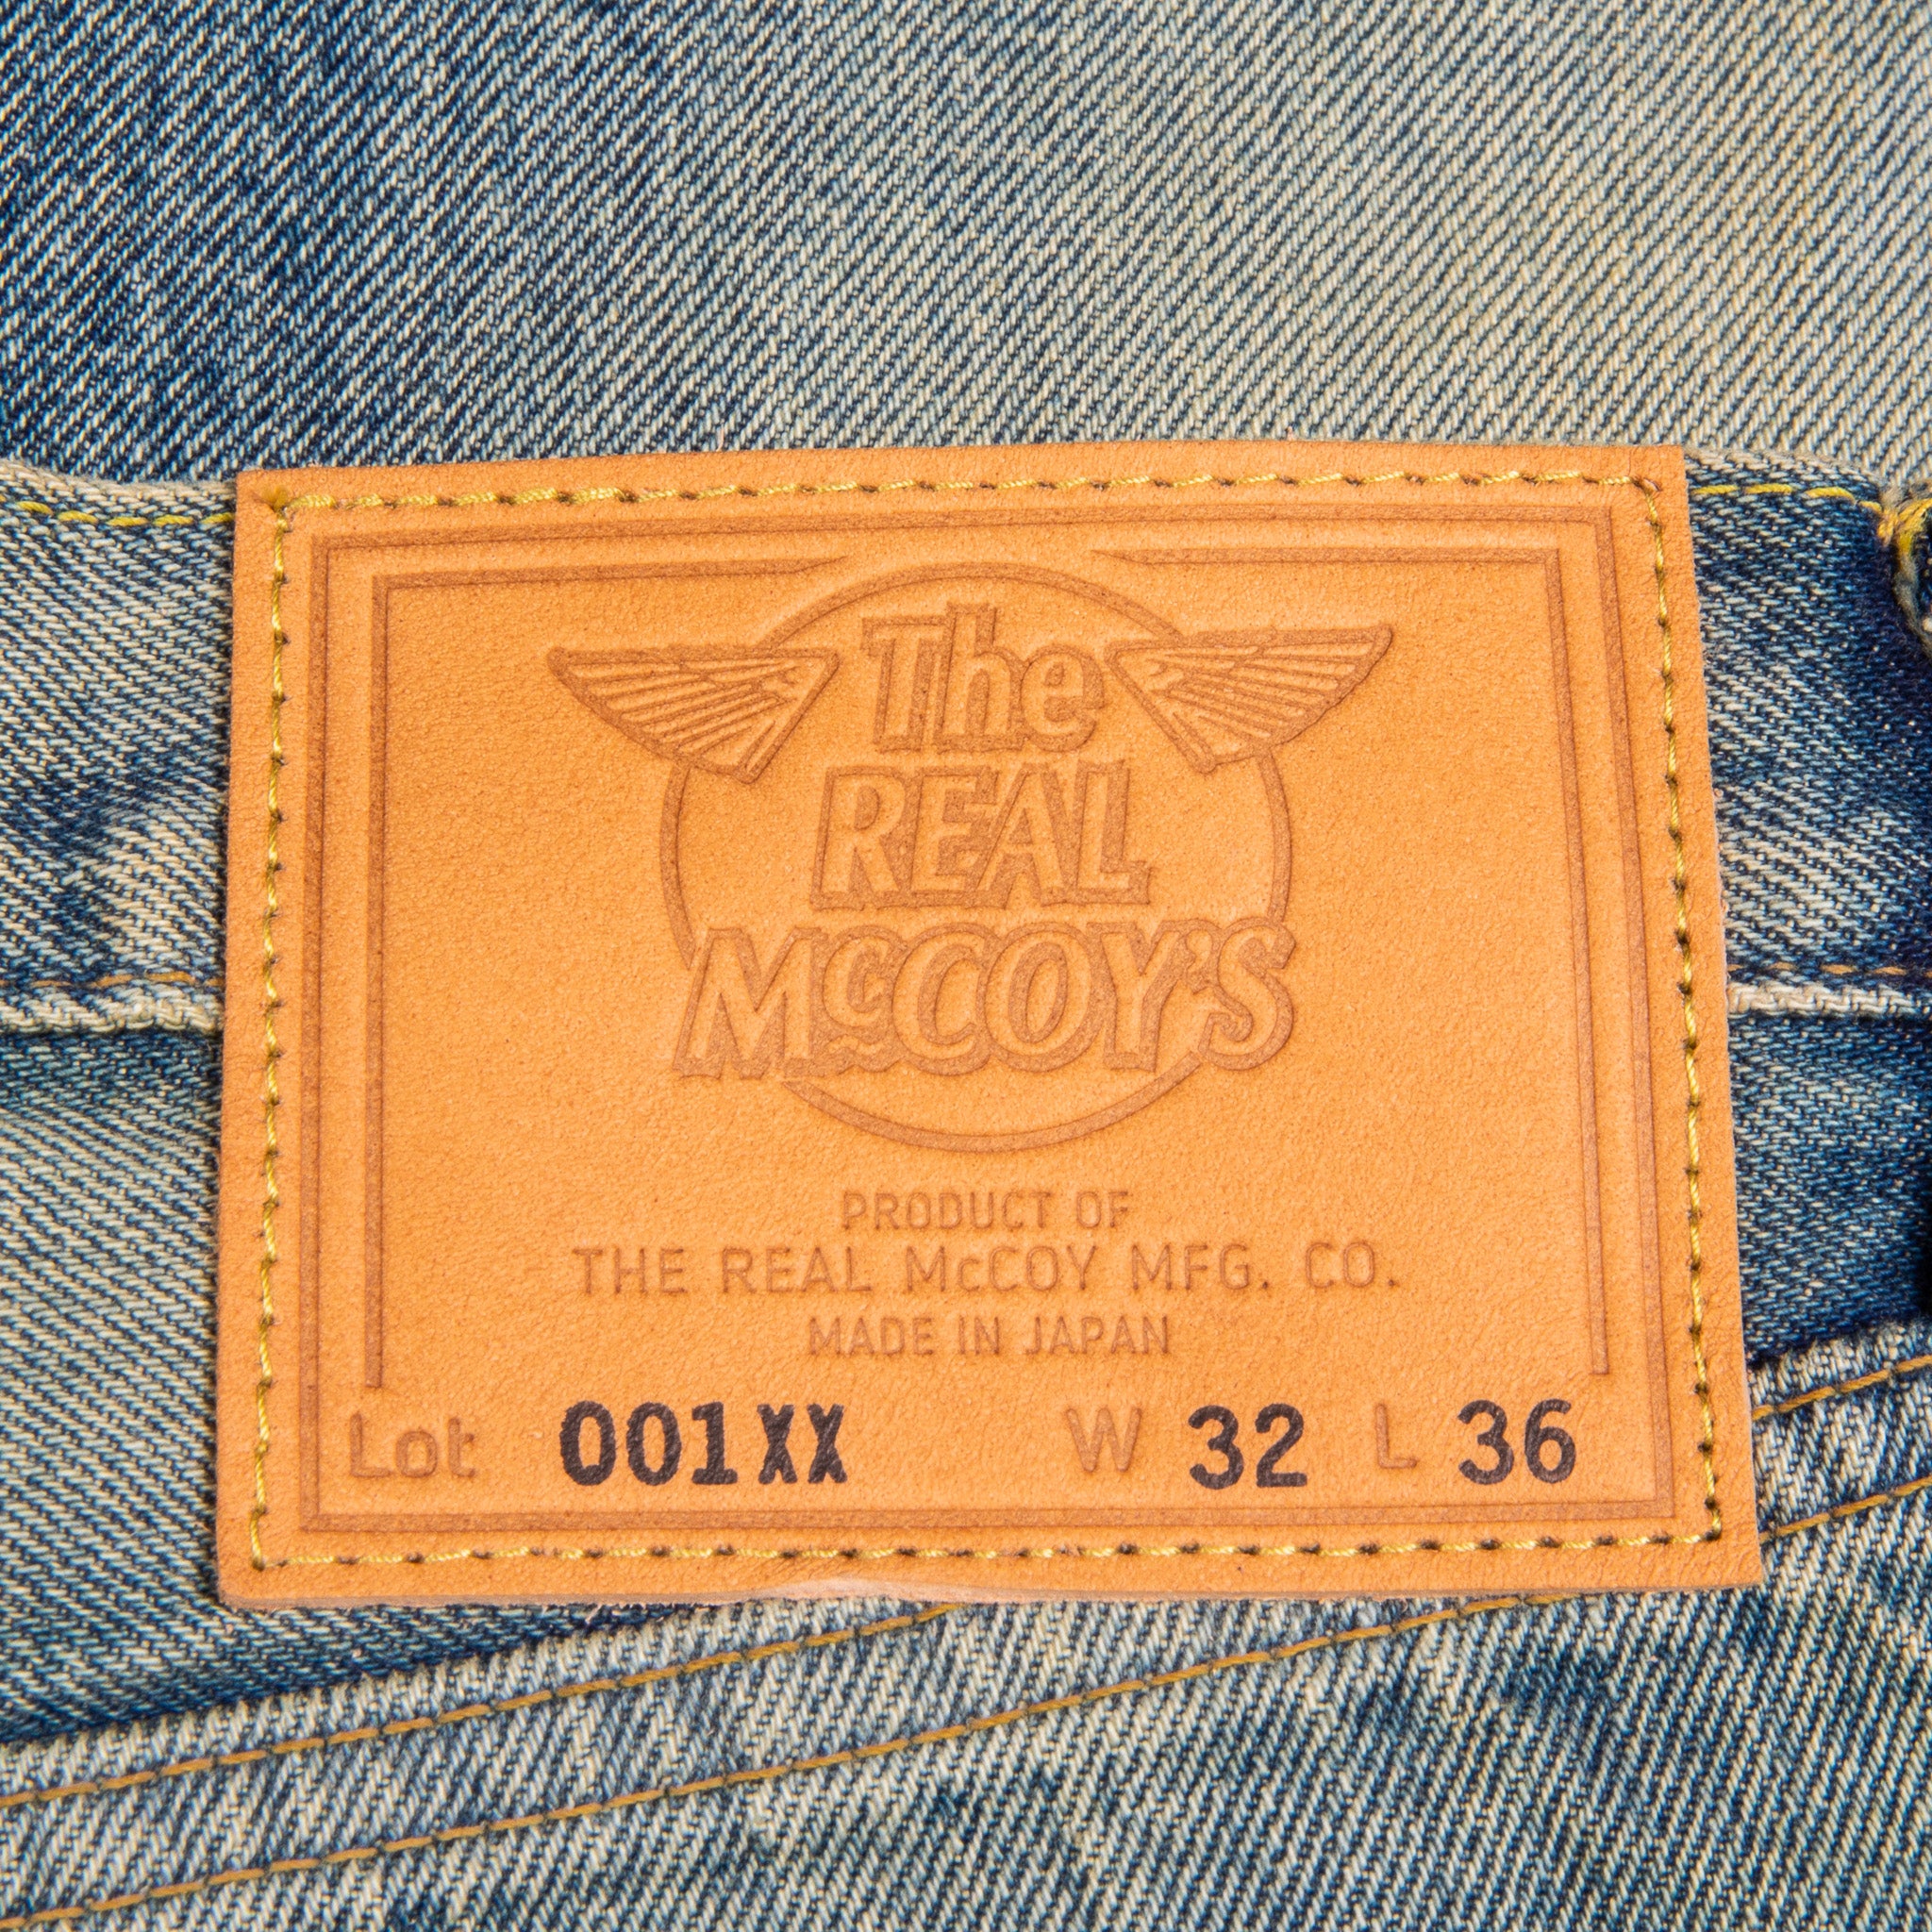 The
REAL
McCOY'S
PRODUCT OF
THE REAL McCOY MFG. CO.
MADE IN JAPAN
Lot 001XX W 32 L 36